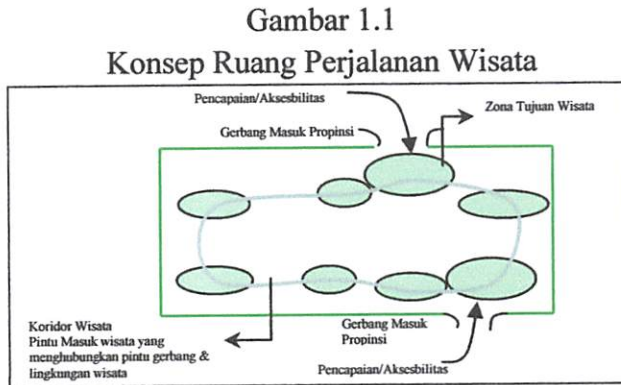 Gambar 1.1
Konsep Ruang Perjalanan Wisata
Pencapaian/Aksesbilitas
Zona Tujuan Wisata
Gerbang Masuk Propinsi
Koridor Wisata
Pintu Masuk wisata yang
menghubungkan pintu gerbang &
lingkungan wisata
Gerbang Masuk
Propinsi
Pencapaian/Aksesbilitas